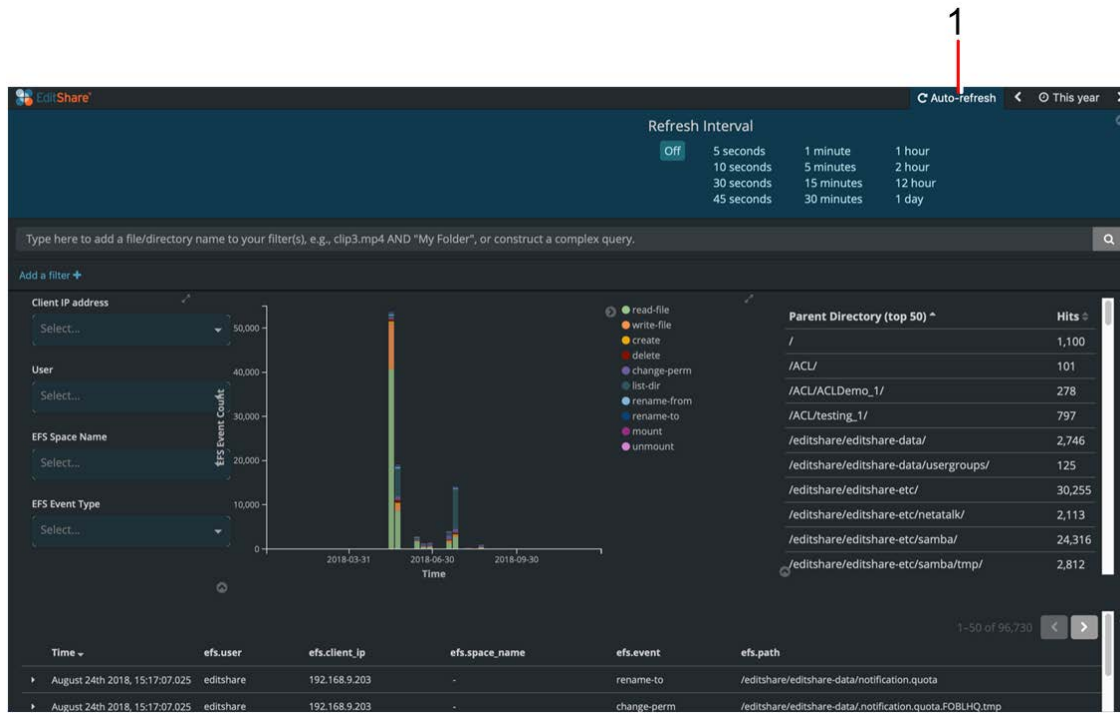 1
EditShare
Auto-refresh
This year
Refresh Interval
Off
5 seconds
1 minute
1 hour
10 seconds
5 minutes
2 hour
30 seconds
15 minutes
12 hour
45 seconds
30 minutes
1 day
Type here to add a file/directory name to your filter(s), e.g., clip3.mp4 AND "My Folder", or construct a complex query.
Add a filter +
Client IP address
Select...
User
Select...
EFS Space Name
Select...
EFS Event Type
Select...
EFS Event Count
50,000
40,000
30,000
20,000
10,000
0
2018-03-31
2018-06-30
2018-09-30
Time
read-file
write-file
create
delete
change-perm
list-dir
rename-from
rename-to
mount
unmount
Parent Directory (top 50) Hits
/ 1,100
/ACL/ 101
/ACL/ACLDemo_1/ 278
/ACL/testing_1/ 797
/editshare/editshare-data/ 2,746
/editshare/editshare-data/usergroups/ 125
/editshare/editshare-etc/ 30,255
/editshare/editshare-etc/netatalk/ 2,113
/editshare/editshare-etc/samba/ 24,316
/editshare/editshare-etc/samba/tmp/ 2,812
1–50 of 96,730
Time efs.user efs.client_ip efs.space_name efs.event efs.path
August 24th 2018, 15:17:07.025 editshare 192.168.9.203 - rename-to /editshare/editshare-data/notification.quota
August 24th 2018, 15:17:07.025 editshare 192.168.9.203 - change-perm /editshare/editshare-data/.notification.quota.FOBLHQ.tmp